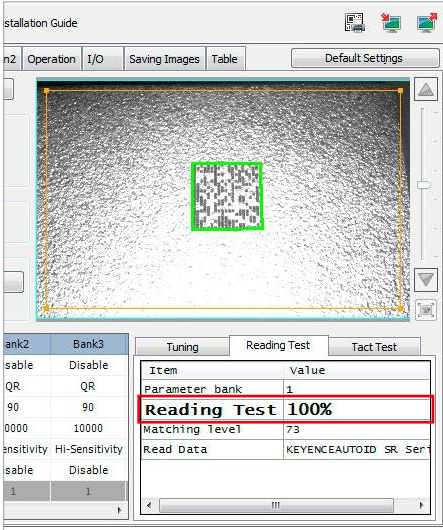 stallation Guide
n2 Operation I/O Saving Images Table Default Settings
ank2 Bank3
sable Disable
QR QR
90 90
0000 10000
ensitivity Hi-Sensitivity
sable Disable
1 1
Tuning Reading Test Tact Test
Item Value
Parameter bank 1
Reading Test 100%
Matching level 73
Read Data KEYENCEAUTOID SR Seri